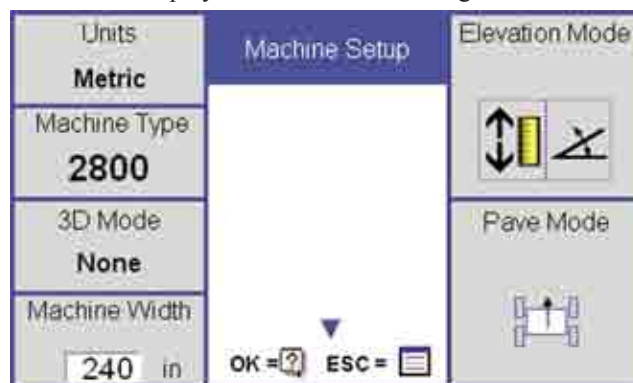 Units
Metric
Machine Type
2800
3D Mode
None
Machine Width
240 in
Machine Setup
OK = ? ESC =
Elevation Mode
Pave Mode